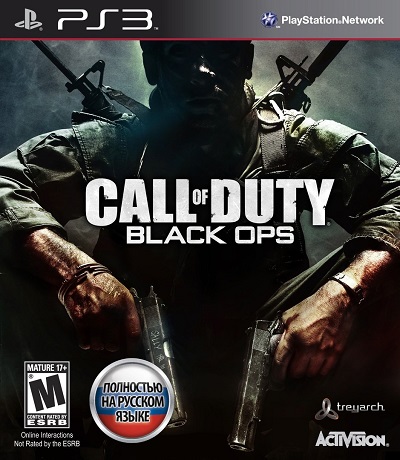 PS3
PlayStation®Network
CALL OF DUTY
BLACK OPS
MATURE 17+
M
CONTENT RATED BY
ESRB
Online Interactions
Not Rated by the ESRB
ПОЛНОСТЬЮ
НА РУССКОМ
ЯЗЫКЕ
treyarch
ACTIVISION